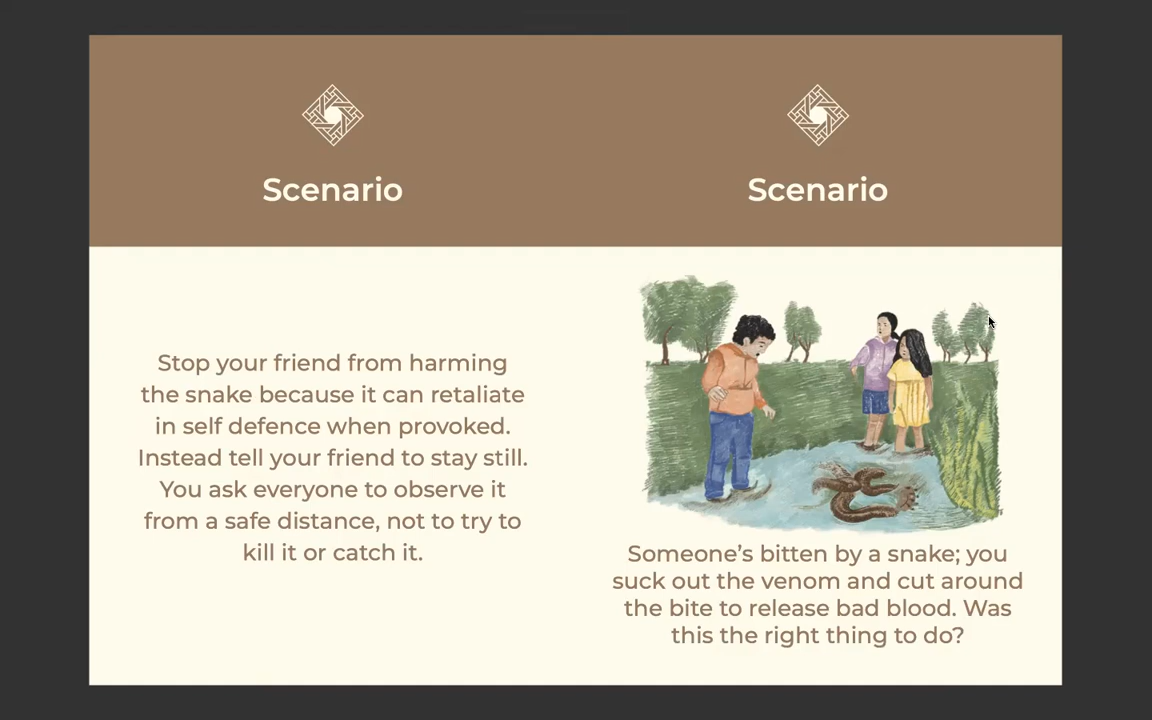 Scenario
Stop your friend from harming
the snake because it can retaliate
in self defence when provoked.
Instead tell your friend to stay still.
You ask everyone to observe it
from a safe distance, not to try to
kill it or catch it.
Scenario
Someone's bitten by a snake; you
suck out the venom and cut around
the bite to release bad blood. Was
this the right thing to do?